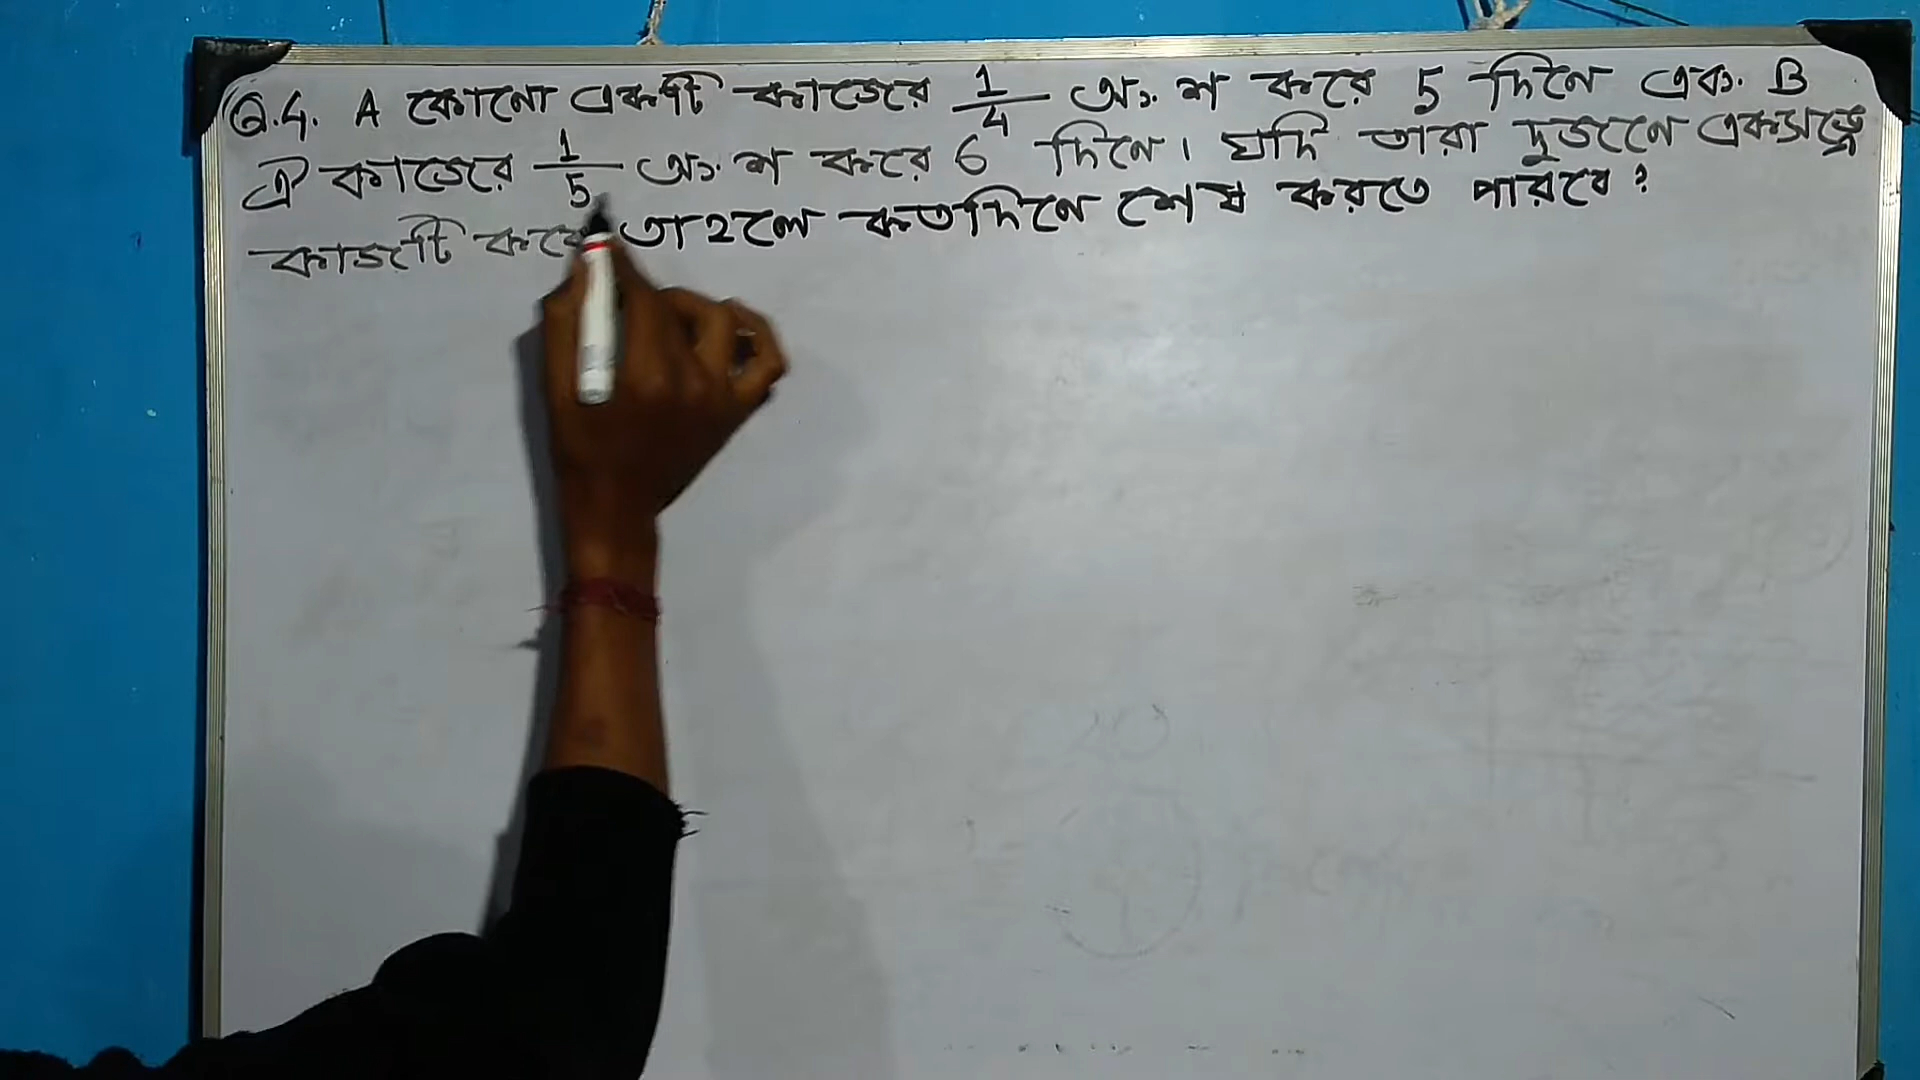 Q.4. A কোনো একটি কাজের 1/4 অংশ করে 5 দিনে এবং B
ঐ কাজের 1/5 অংশ করে 6 দিনে। যদি তারা দুজনে একসঙ্গে
কাজটি করে তাহলে কতদিনে শেষ করতে পারবে?